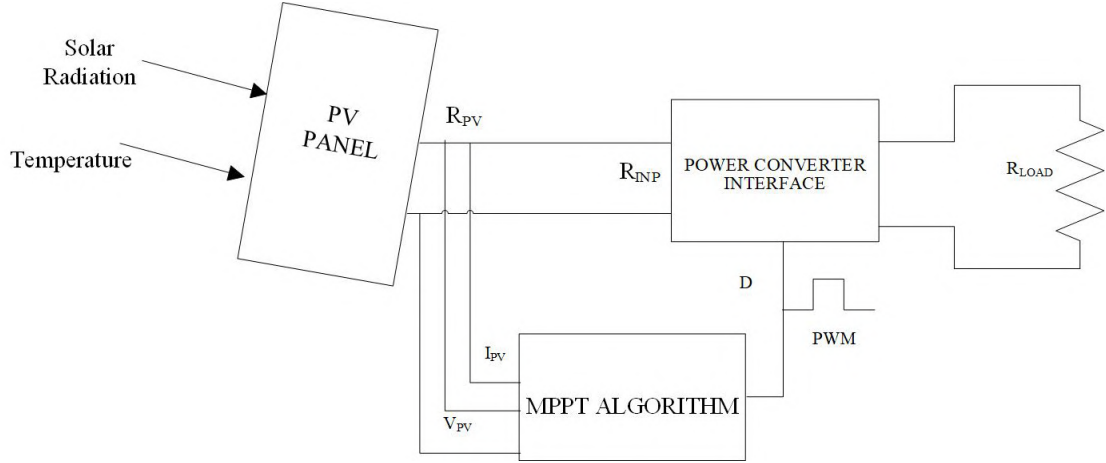 Solar
Radiation
Temperature
PV
PANEL
RPV
RINP
POWER CONVERTER
INTERFACE
RLOAD
D
PWM
IPV
VPV
MPPT ALGORITHM